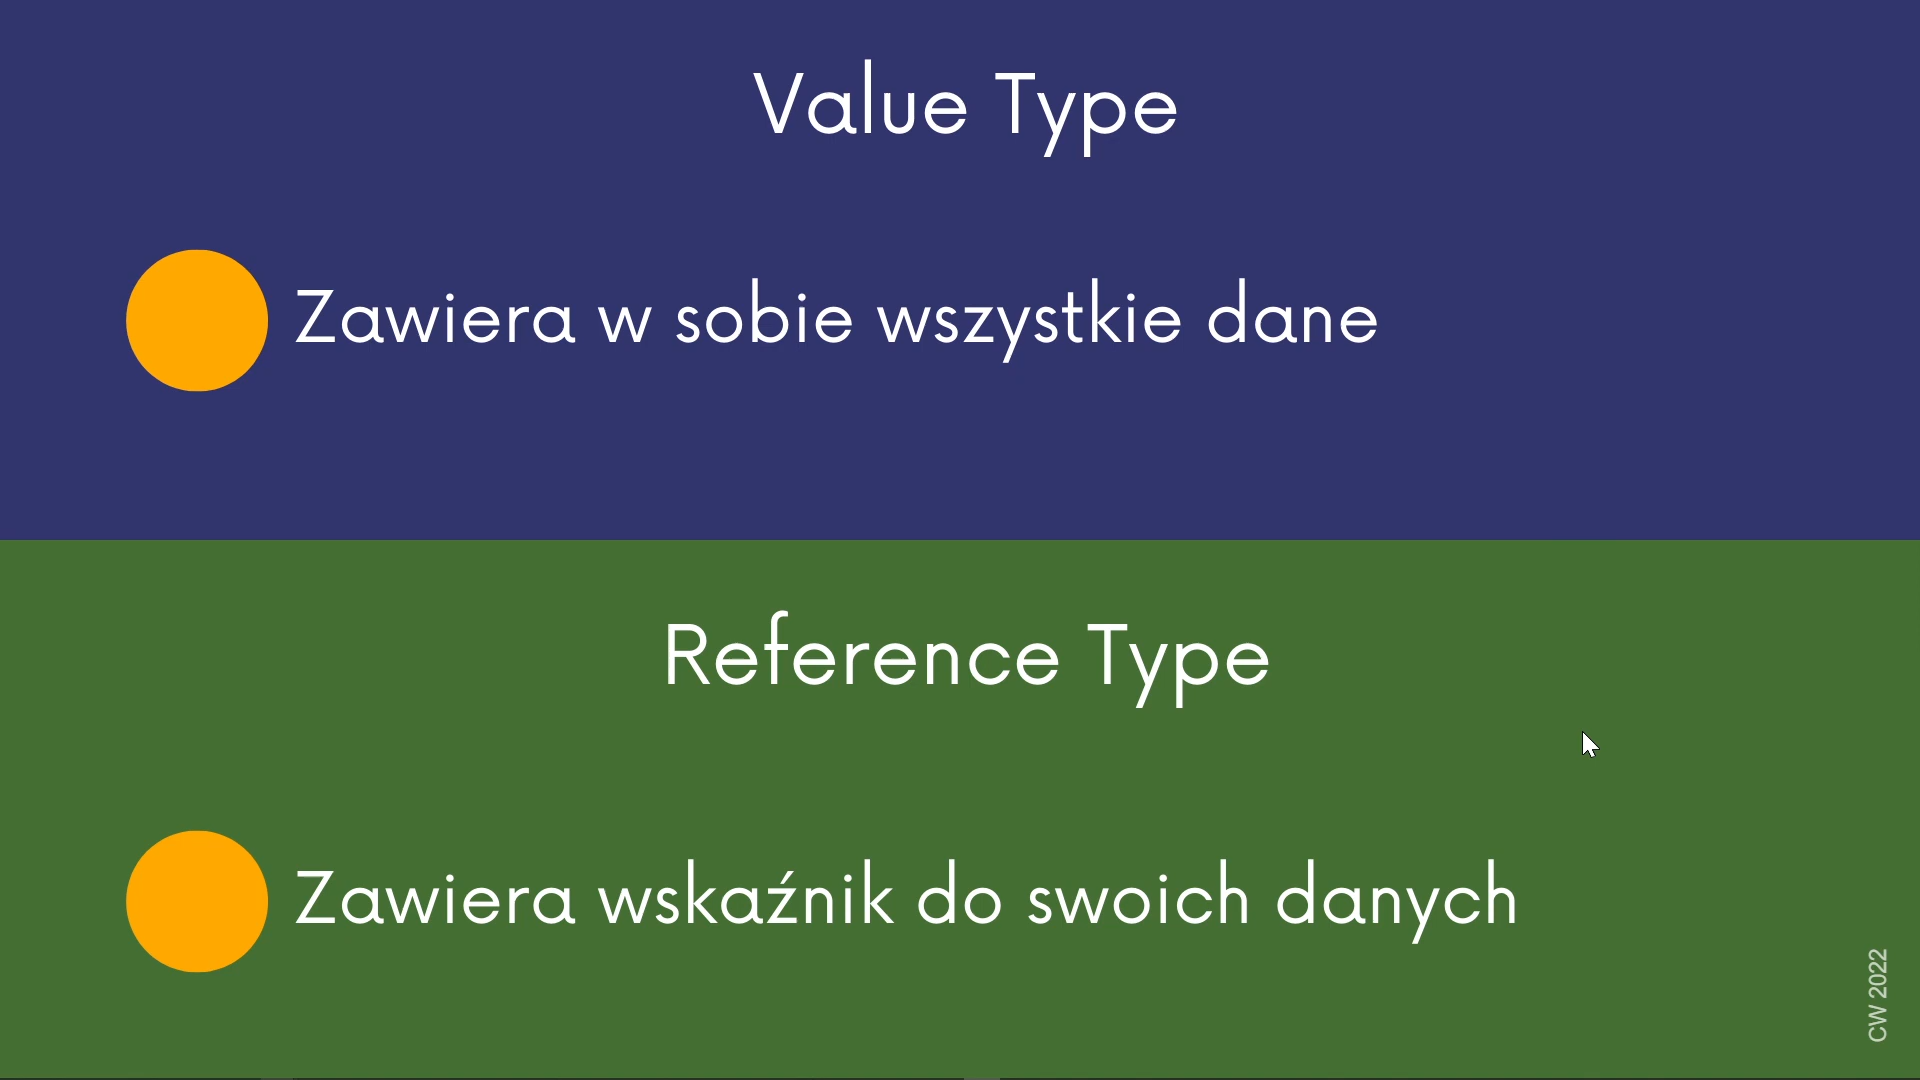 Value Type
Zawiera w sobie wszystkie dane
Reference Type
Zawiera wskaźnik do swoich danych
CW 2022